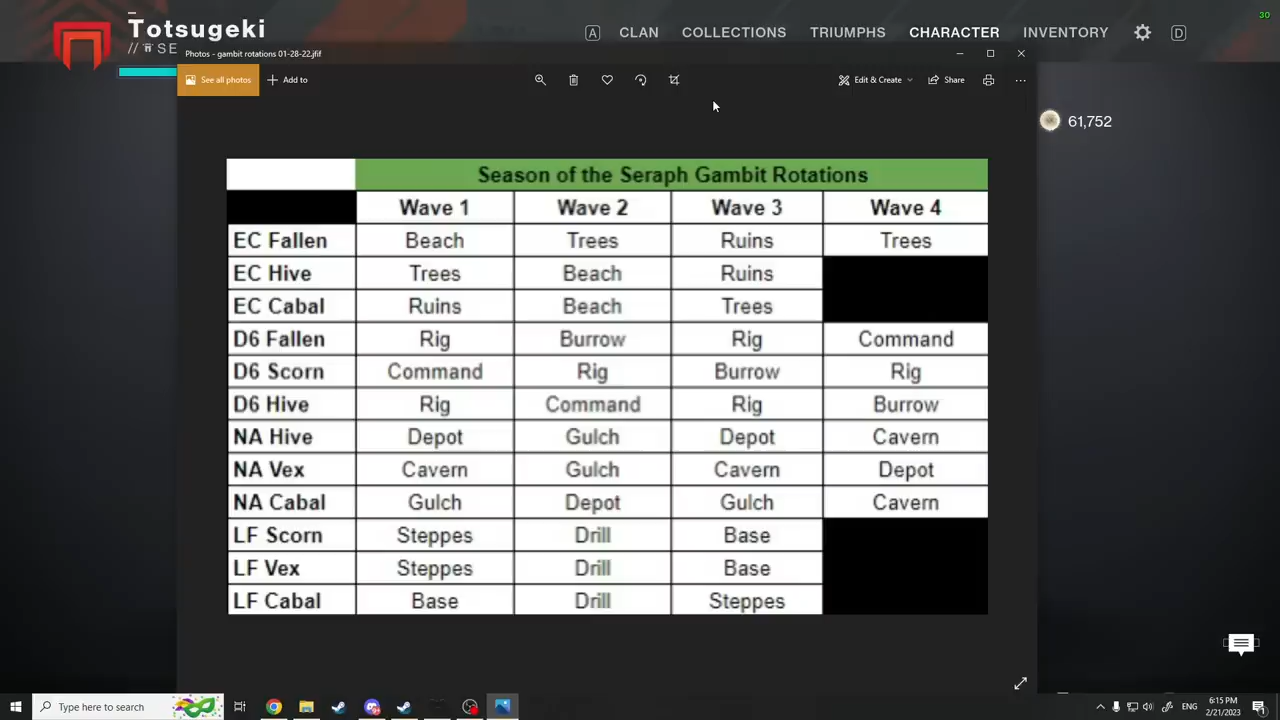 30
Totsugeki
A CLAN COLLECTIONS TRIUMPHS CHARACTER INVENTORY D
Photos - gambit rotations 01-28-22.jfif
See all photos Add to Edit & Create Share
61,752
Season of the Seraph Gambit Rotations
Wave 1 Wave 2 Wave 3 Wave 4
EC Fallen Beach Trees Ruins Trees
EC Hive Trees Beach Ruins
EC Cabal Ruins Beach Trees
D6 Fallen Rig Burrow Rig Command
D6 Scorn Command Rig Burrow Rig
D6 Hive Rig Command Rig Burrow
NA Hive Depot Gulch Depot Cavern
NA Vex Cavern Gulch Cavern Depot
NA Cabal Gulch Depot Gulch Cavern
LF Scorn Steppes Drill Base
LF Vex Steppes Drill Base
LF Cabal Base Drill Steppes
Type here to search
ENG
6:15 PM
2/21/2023